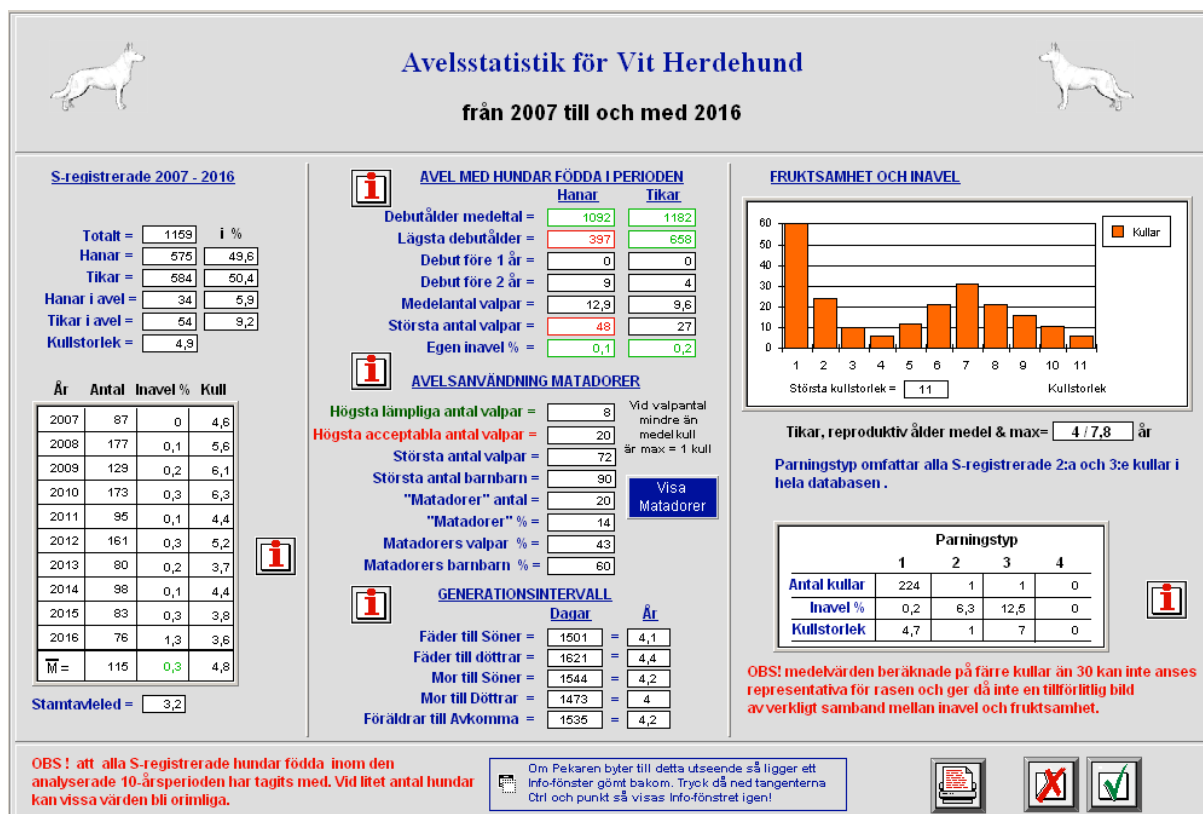 Avelsstatistik för Vit Herdehund
från 2007 till och med 2016
S-registrerade 2007 - 2016
Totalt = 1159 i %
Hanar = 575 49,6
Tikar = 584 50,4
Hanar i avel = 34 5,9
Tikar i avel = 54 9,2
Kullstorlek = 4,9
År Antal Inavel % Kull
2007 87 0 4,6
2008 177 0,1 5,6
2009 129 0,2 6,1
2010 173 0,3 6,3
2011 95 0,1 4,4
2012 161 0,3 5,2
2013 80 0,2 3,7
2014 98 0,1 4,4
2015 83 0,3 3,8
2016 76 1,3 3,6
M = 115 0,3 4,8
Stamtavleled = 3,2
AVEL MED HUNDAR FÖDDA I PERIODEN
Hanar Tikar
Debutålder medeltal = 1092 1182
Lägsta debutålder = 397 658
Debut före 1 år = 0 0
Debut före 2 år = 9 4
Medelantal valpar = 12,9 9,6
Största antal valpar = 48 27
Egen inavel % = 0,1 0,2
AVELSANVÄNDNING MATADORER
Högsta lämpliga antal valpar = 8
Högsta acceptabla antal valpar = 20
Största antal valpar = 72
Största antal barnbarn = 90
"Matadorer" antal = 20
"Matadorer" % = 14
Matadorers valpar % = 43
Matadorers barnbarn % = 60
Vid valpantal
mindre än
medelkull
är max = 1 kull
Visa
Matadorer
GENERATIONSINTERVALL
Dagar År
Fäder till Söner = 1501 = 4,1
Fäder till döttrar = 1621 = 4,4
Mor till Söner = 1544 = 4,2
Mor till Döttrar = 1473 = 4
Föräldrar till Avkomma = 1535 = 4,2
FRUKTSAMHET OCH INAVEL
60
50
40
30
20
10
0
1 2 3 4 5 6 7 8 9 10 11
Kullar
Största kullstorlek = 11 Kullstorlek
Tikar, reproduktiv ålder medel & max= 4 / 7,8 år
Parningstyp omfattar alla S-registrerade 2:a och 3:e kullar i
hela databasen .
Parningstyp
1 2 3 4
Antal kullar 224 1 1 0
Inavel % 0,2 6,3 12,5 0
Kullstorlek 4,7 1 7 0
OBS! medelvärden beräknade på färre kullar än 30 kan inte anses
representativa för rasen och ger då inte en tillförlitlig bild
av verkligt samband mellan inavel och fruktsamhet.
OBS ! att alla S-registrerade hundar födda inom den
analyserade 10-årsperioden har tagits med. Vid litet antal hundar
kan vissa värden bli orimliga.
Om Pekaren byter till detta utseende så ligger ett
Info-fönster gömt bakom. Tryck då ned tangenterna
Ctrl och punkt så visas Info-fönstret igen!